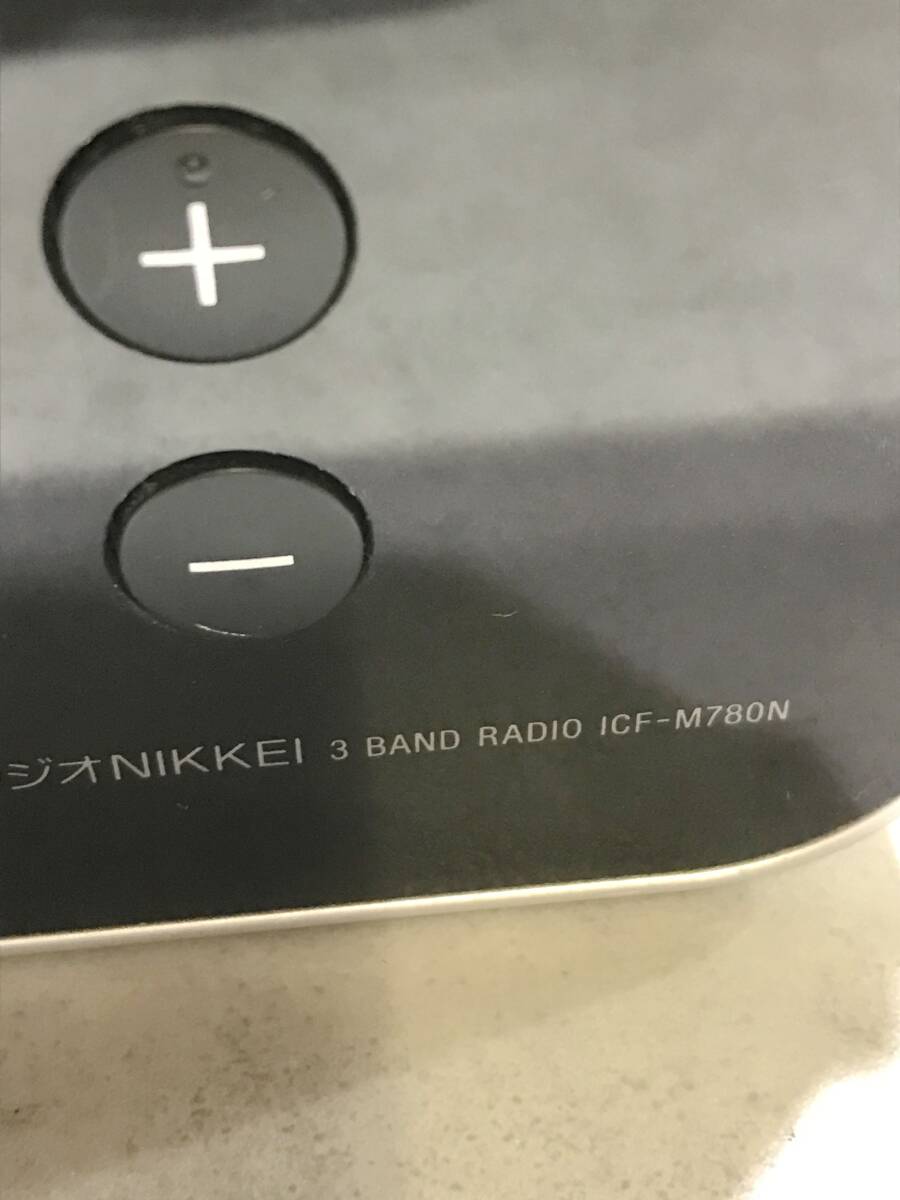 +
−
ジオNIKKEI 3 BAND RADIO ICF-M780N